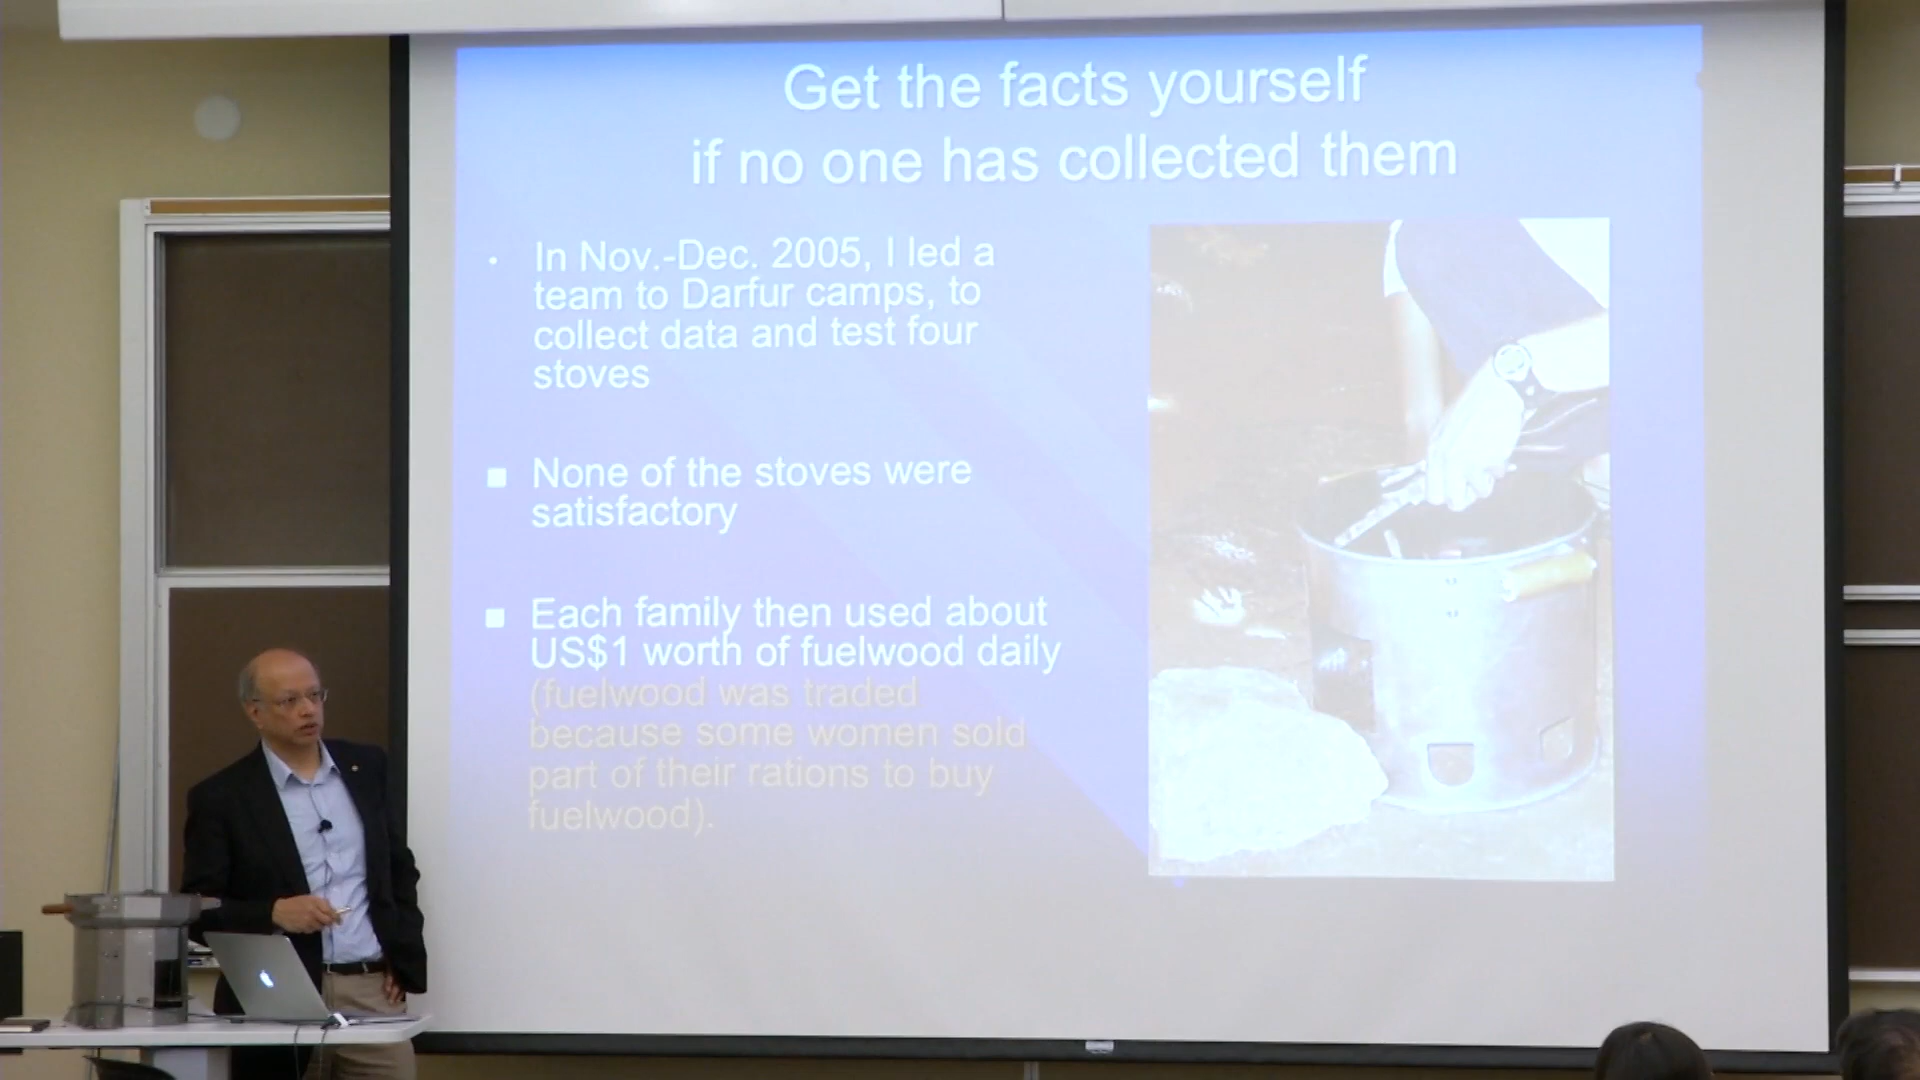 Get the facts yourself
if no one has collected them
In Nov.-Dec. 2005, I led a
team to Darfur camps, to
collect data and test four
stoves
None of the stoves were
satisfactory
Each family then used about
US$1 worth of fuelwood daily
(fuelwood was traded
because some women sold
part of their rations to buy
fuelwood).